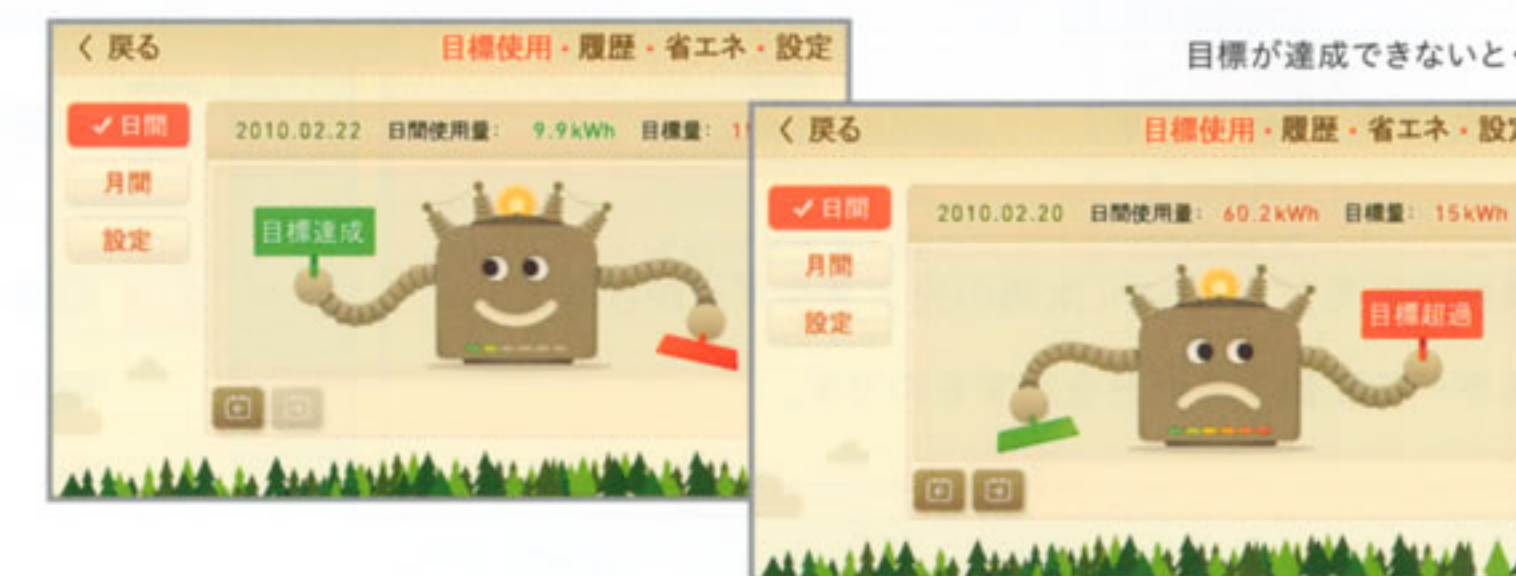 く 戻る
目標使用・履歴・省エネ・設定
✓日間
月間
設定
2010.02.22 日間使用量: 9.9kWh 目標量:
目標達成
目標が達成できないと
く 戻る
目標使用・履歴・省エネ・設定
✓日間
月間
設定
2010.02.20 日間使用量: 60.2kWh 目標量: 15kWh
目標超過